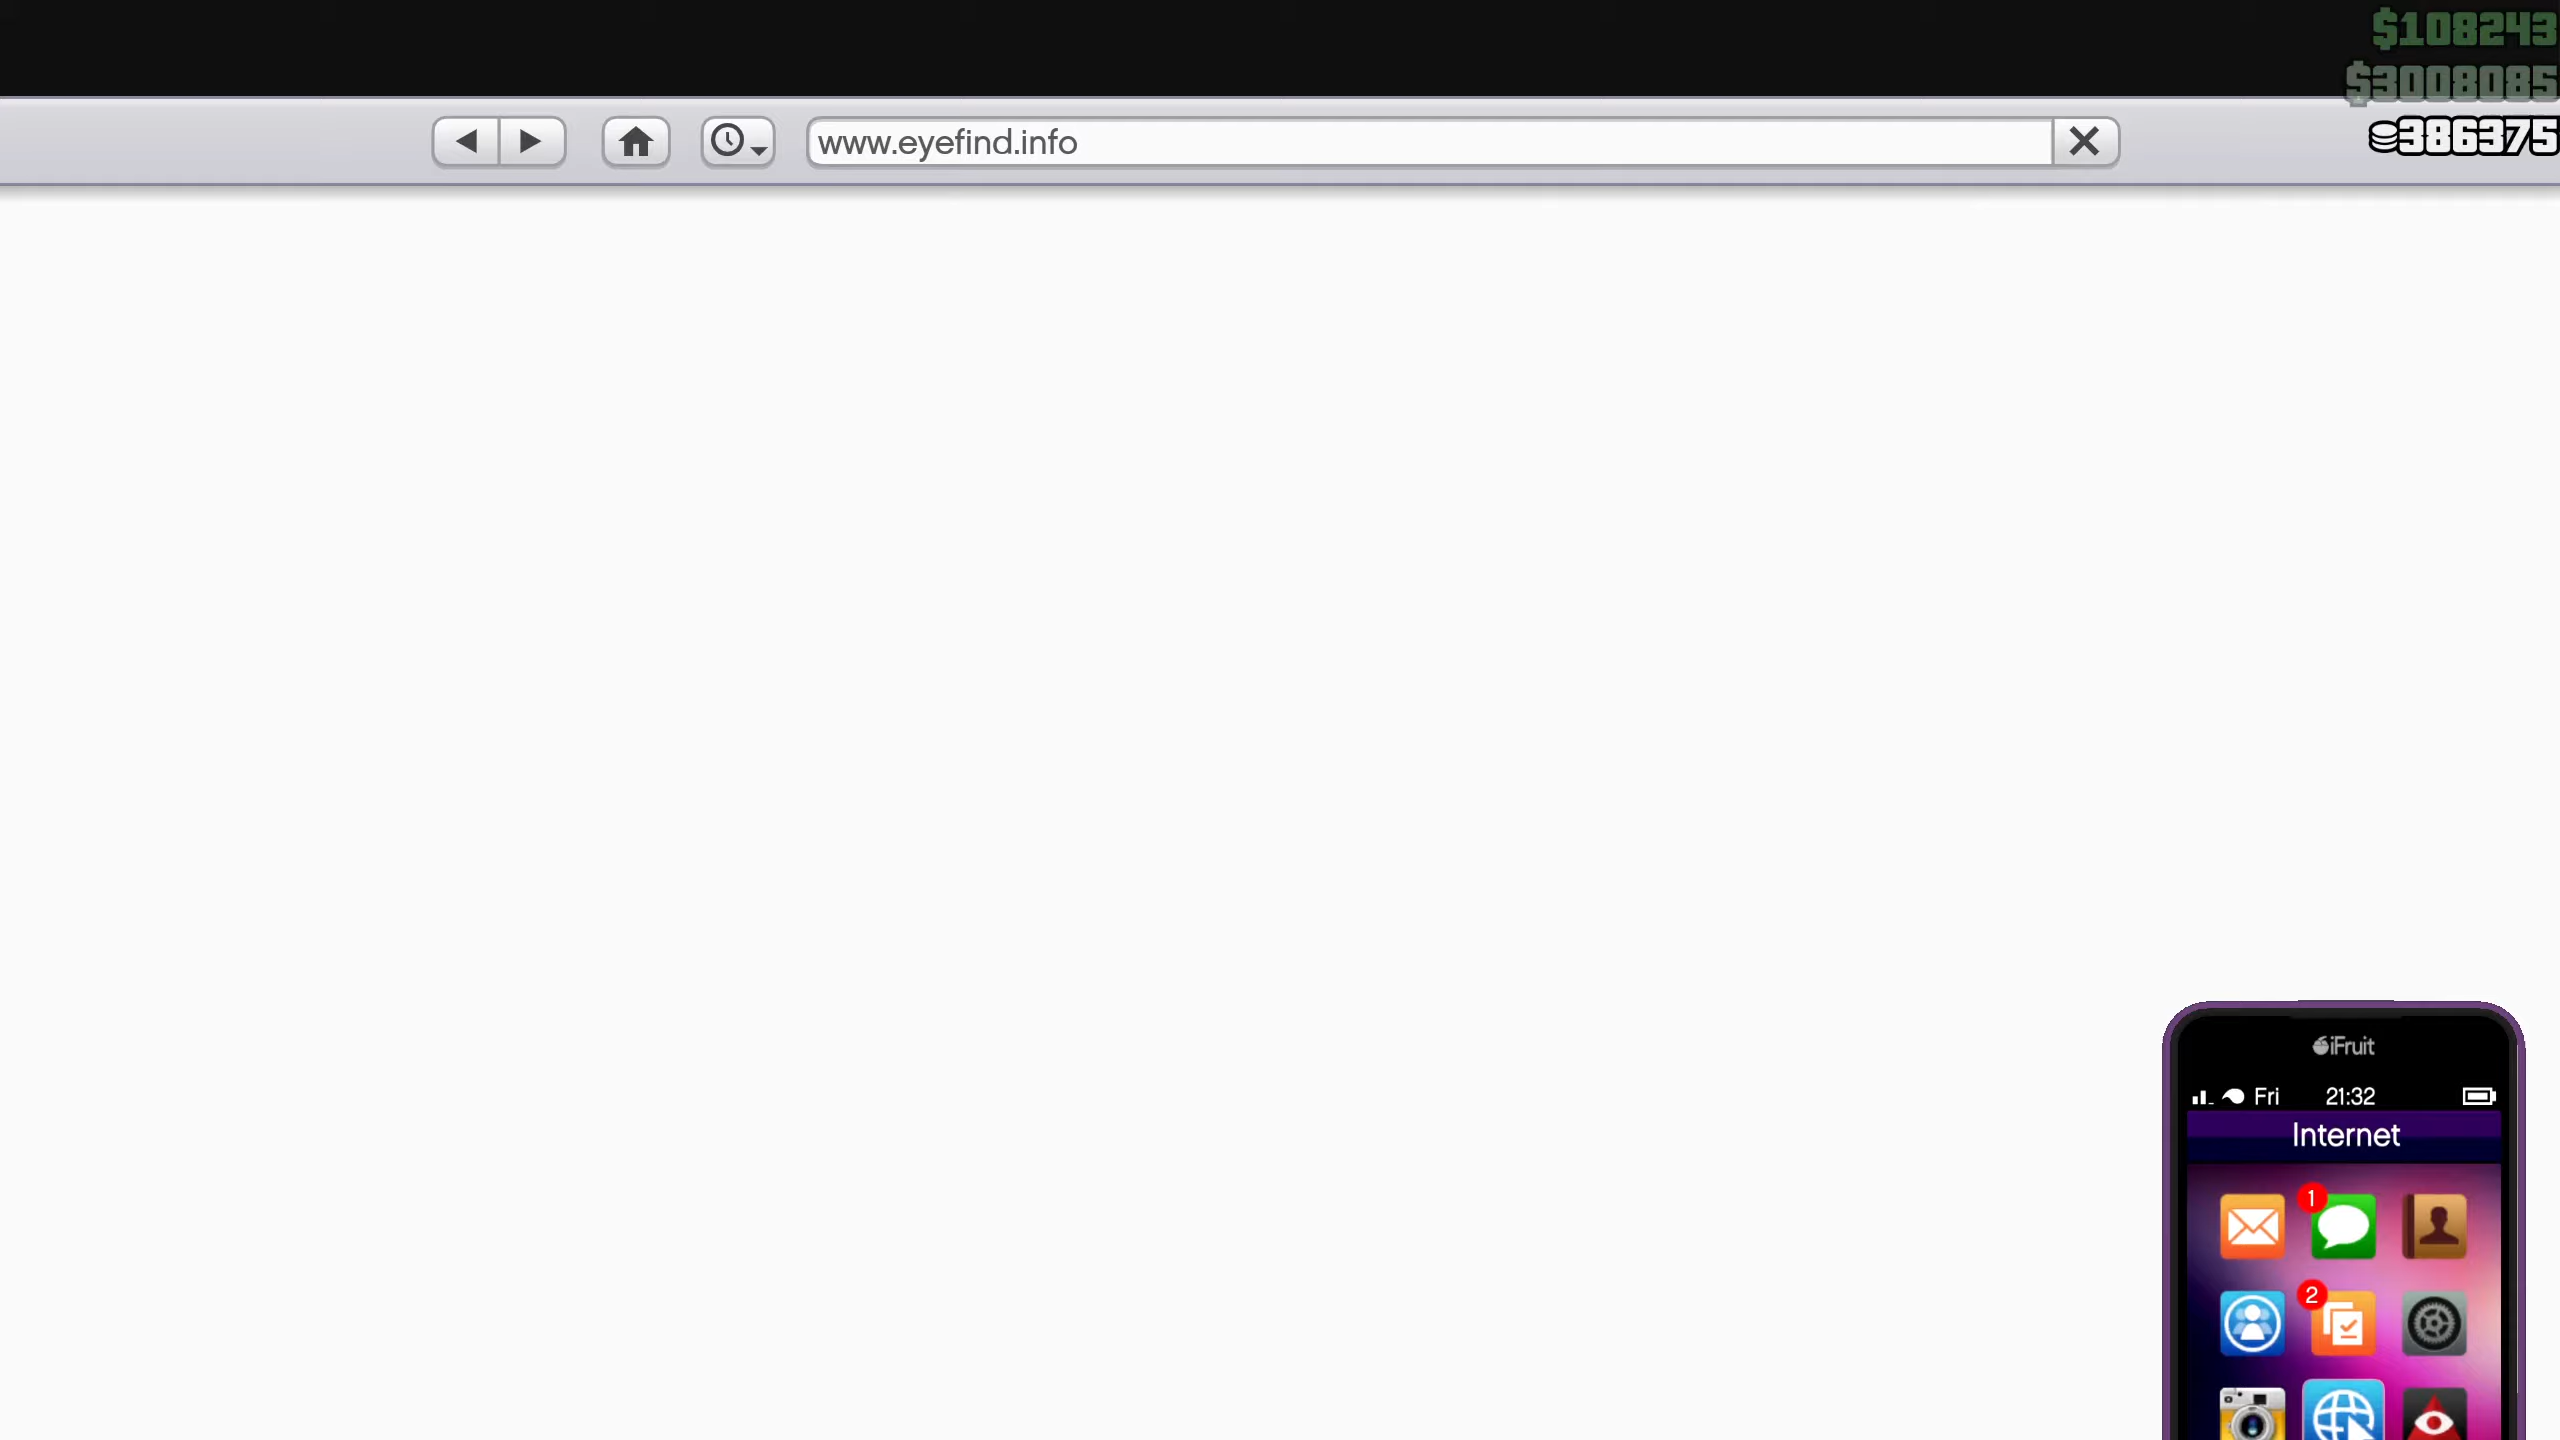 $108243
$3008085
www.eyefind.info
386375
iFruit
Fri 21:32
Internet
1
2